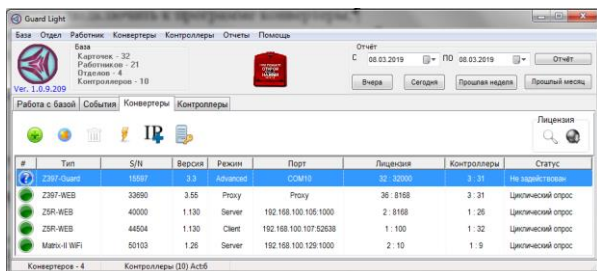 подключить к программе конвертеры.
Guard Light
База Отдел Работник Конвертеры Контроллеры Отчеты Помощь
База
Карточек - 32
Работников - 21
Отделов - 4
Контроллеров - 10
Ver. 1.0.9.209
Отчёт
С 08.03.2019 ПО 08.03.2019 Отчёт
Вчера Сегодня Прошлая неделя Прошлый месяц
Работа с базой События Конвертеры Контроллеры
IP
Лицензия
# Тип S/N Версия Режим Порт Лицензия Контроллеры Статус
Z397-Guard 15597 3.3 Advanced COM10 32 : 32000 3 : 31 Не задействован
Z397-WEB 33690 3.55 Proxy Proxy 36 : 8168 3 : 31 Циклический опрос
Z5R-WEB 40000 1.130 Server 192.168.100.105:1000 2 : 8168 1 : 26 Циклический опрос
Z5R-WEB 44504 1.130 Client 192.168.100.107:52638 1 : 100 1 : 32 Циклический опрос
Matrix-II WiFi 50103 1.26 Server 192.168.100.129:1000 2 : 10 1 : 9 Циклический опрос
Конвертеров - 4 Контроллеры (10) Act6